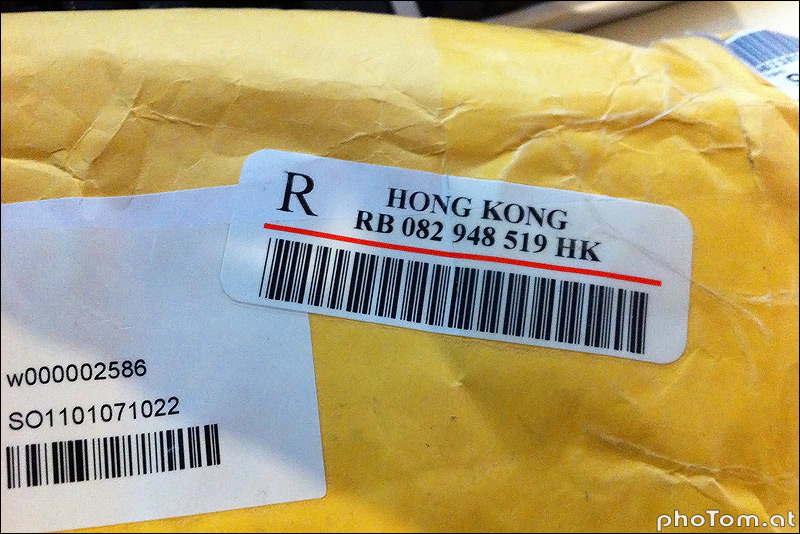 R
HONG KONG
RB 082 948 519 HK
w000002586
SO1101071022
phoTom.at